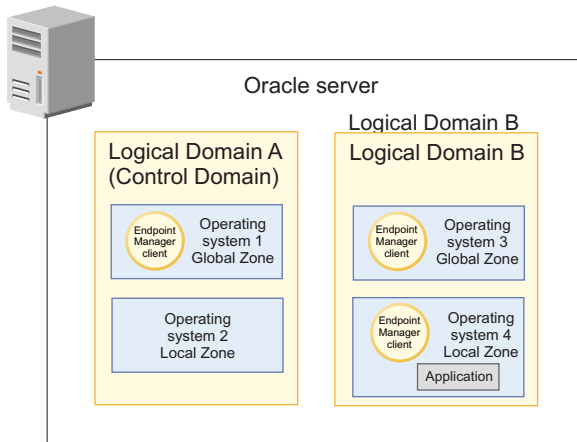 Oracle server
Logical Domain A
(Control Domain)
Endpoint
Manager
client
Operating
system 1
Global Zone
Operating
system 2
Local Zone
Logical Domain B
Logical Domain B
Endpoint
Manager
client
Operating
system 3
Global Zone
Endpoint
Manager
client
Operating
system 4
Local Zone
Application